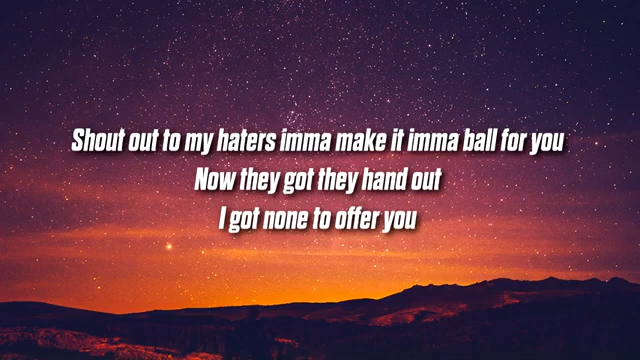 Shout out to my haters imma make it imma ball for you
Now they got they hand out
I got none to offer you